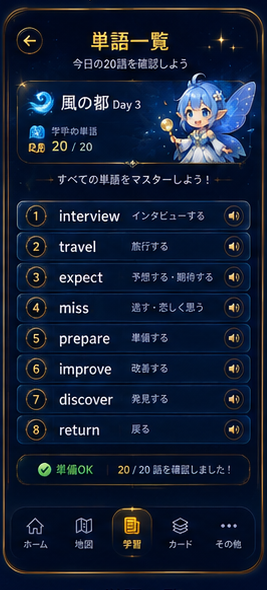 単語一覧
今日の20語を確認しよう
風の都 Day 3
20 / 20
すべての単語をマスターしよう！
1 interview インタビューする
2 travel 旅行する
3 expect 予想する・期待する
4 miss 逃す・恋しく思う
5 prepare 準備する
6 improve 改善する
7 discover 発見する
8 return 戻る
準備OK 20 / 20 語を確認しました！
ホーム 地図 学習 カード その他